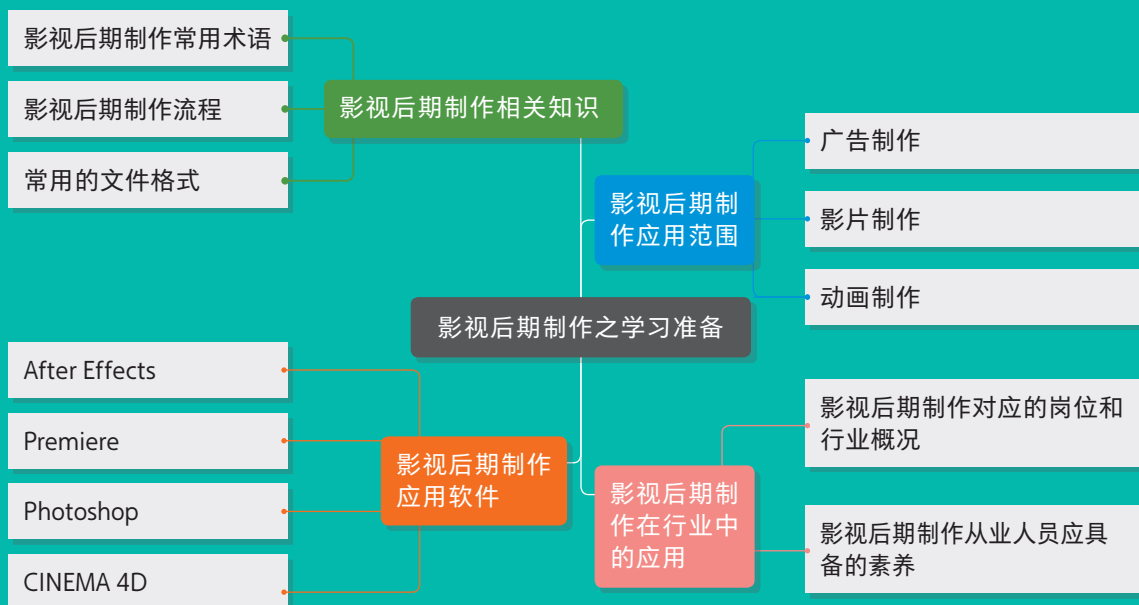 影视后期制作常用术语
影视后期制作流程
常用的文件格式
影视后期制作相关知识
影视后期制
作应用范围
广告制作
影片制作
动画制作
影视后期制作之学习准备
After Effects
Premiere
Photoshop
CINEMA 4D
影视后期制作
应用软件
影视后期制
作在行业中
的应用
影视后期制作对应的岗位和
行业概况
影视后期制作从业人员应具
备的素养